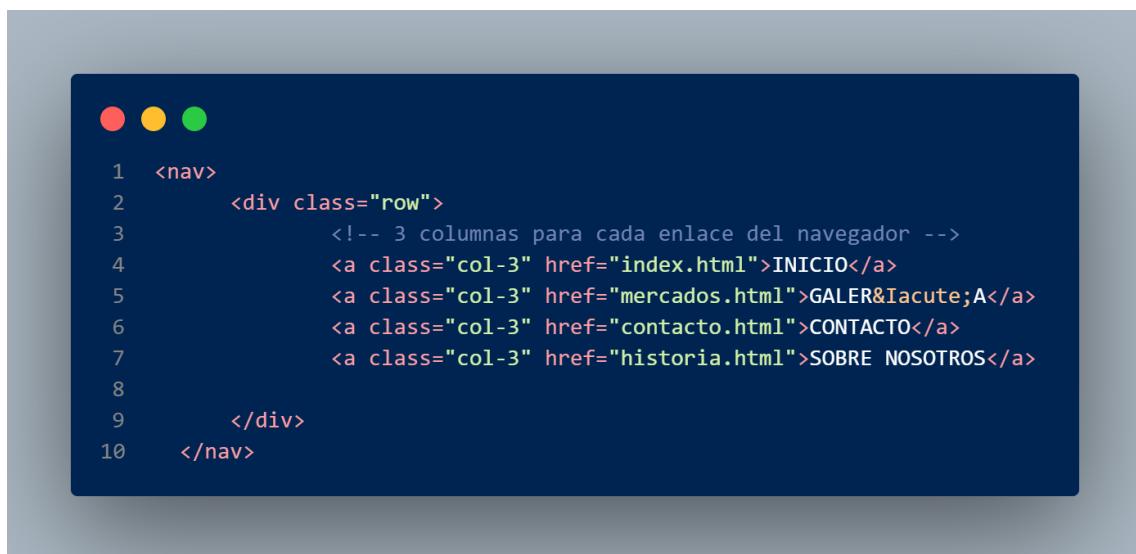 1 <nav>
2 <div class="row">
3 <!-- 3 columnas para cada enlace del navegador -->
4 <a class="col-3" href="index.html">INICIO</a>
5 <a class="col-3" href="mercados.html">GALER&Iacute;A</a>
6 <a class="col-3" href="contacto.html">CONTACTO</a>
7 <a class="col-3" href="historia.html">SOBRE NOSOTROS</a>
8
9 </div>
10 </nav>